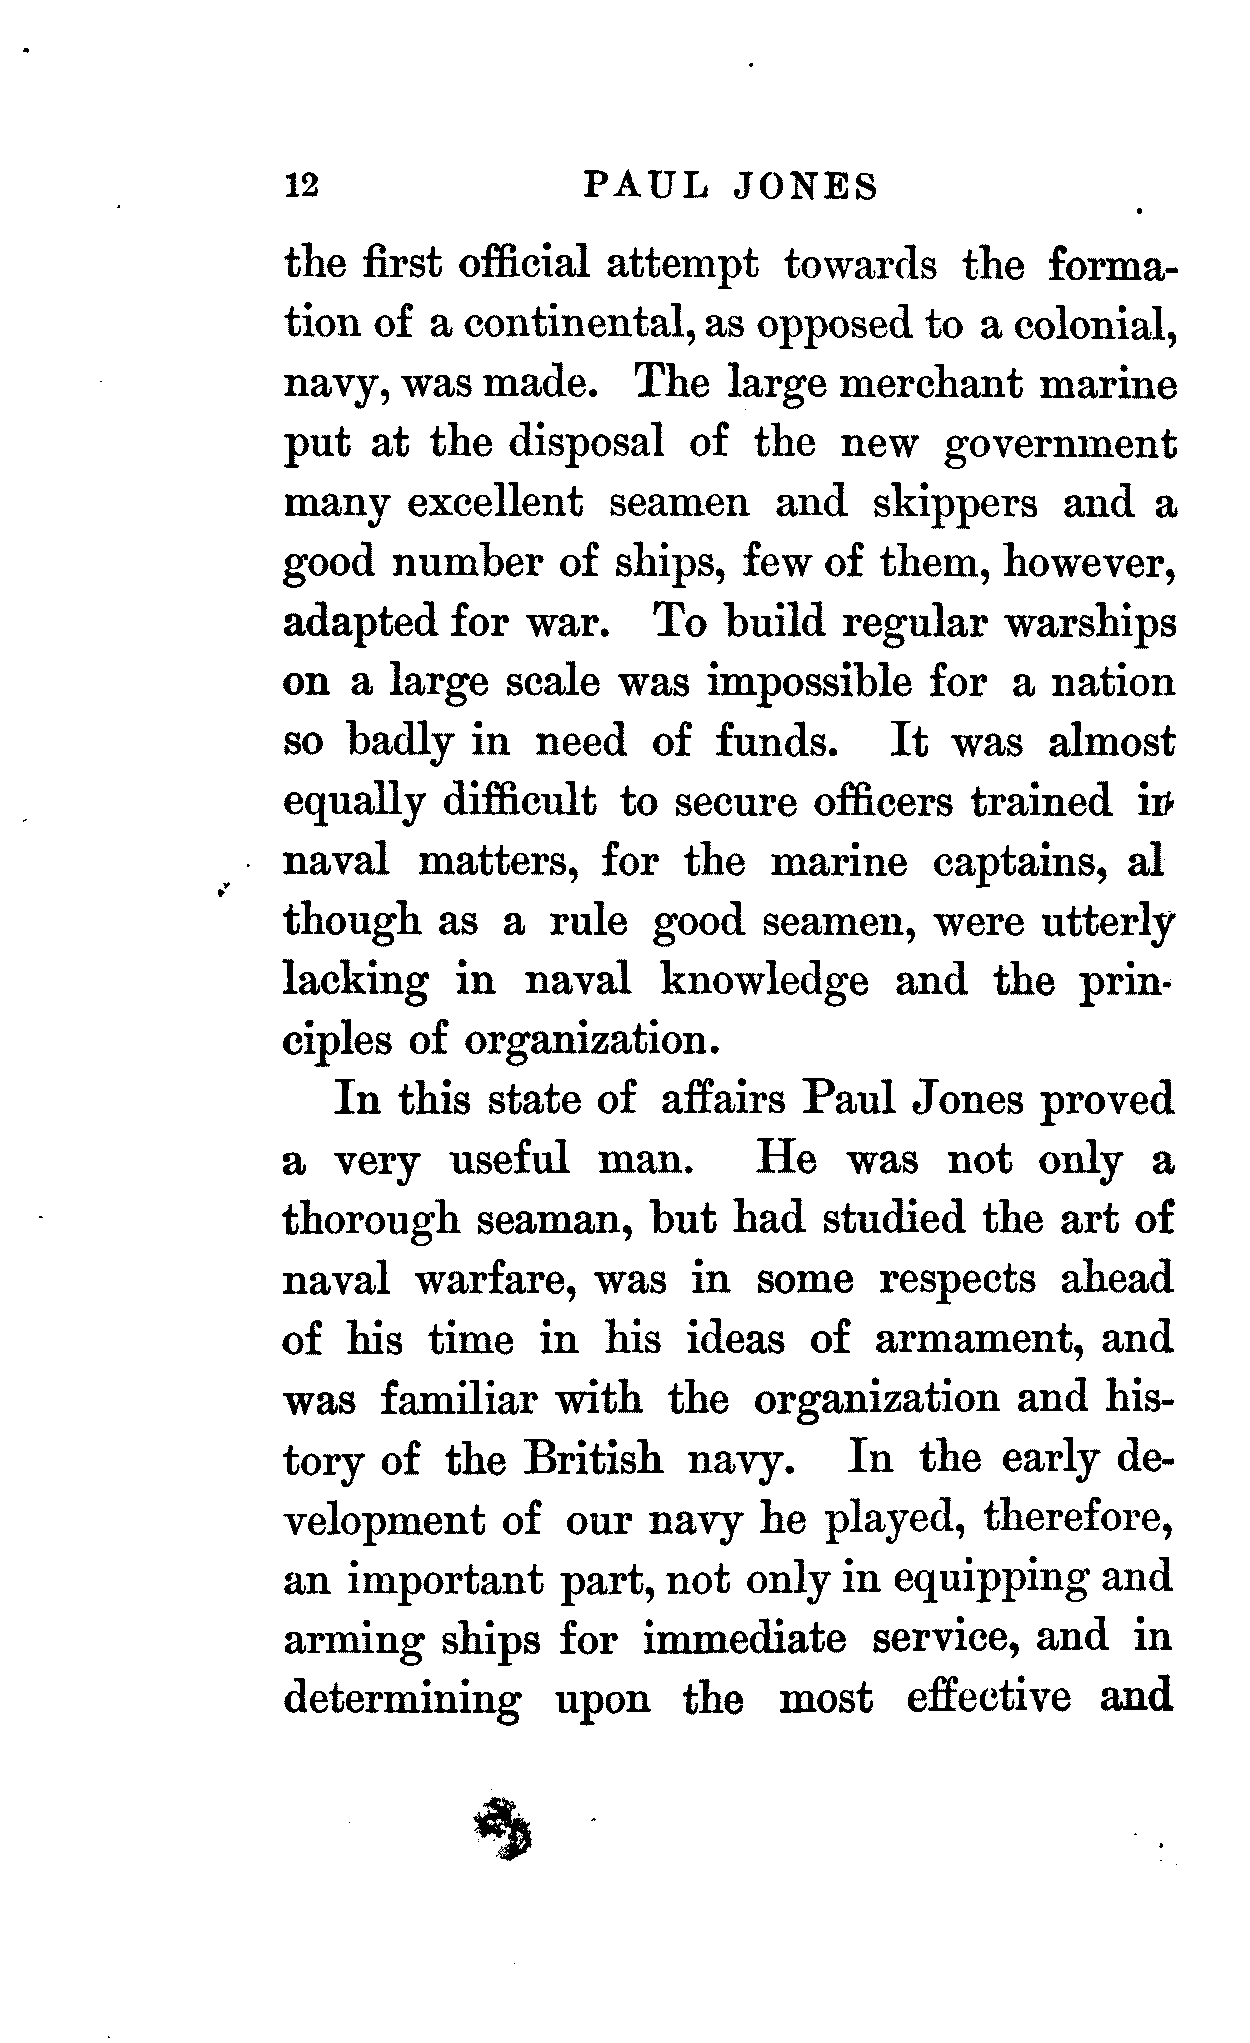 12 PAUL JONES
the first official attempt towards the forma-
tion of a continental, as opposed to a colonial,
navy, was made. The large merchant marine
put at the disposal of the new government
many excellent seamen and skippers and a
good number of ships, few of them, however,
adapted for war. To build regular warships
on a large scale was impossible for a nation
so badly in need of funds. It was almost
equally difficult to secure officers trained in
naval matters, for the marine captains, al
though as a rule good seamen, were utterly
lacking in naval knowledge and the prin-
ciples of organization.
In this state of affairs Paul Jones proved
a very useful man. He was not only a
thorough seaman, but had studied the art of
naval warfare, was in some respects ahead
of his time in his ideas of armament, and
was familiar with the organization and his-
tory of the British navy. In the early de-
velopment of our navy he played, therefore,
an important part, not only in equipping and
arming ships for immediate service, and in
determining upon the most effective and